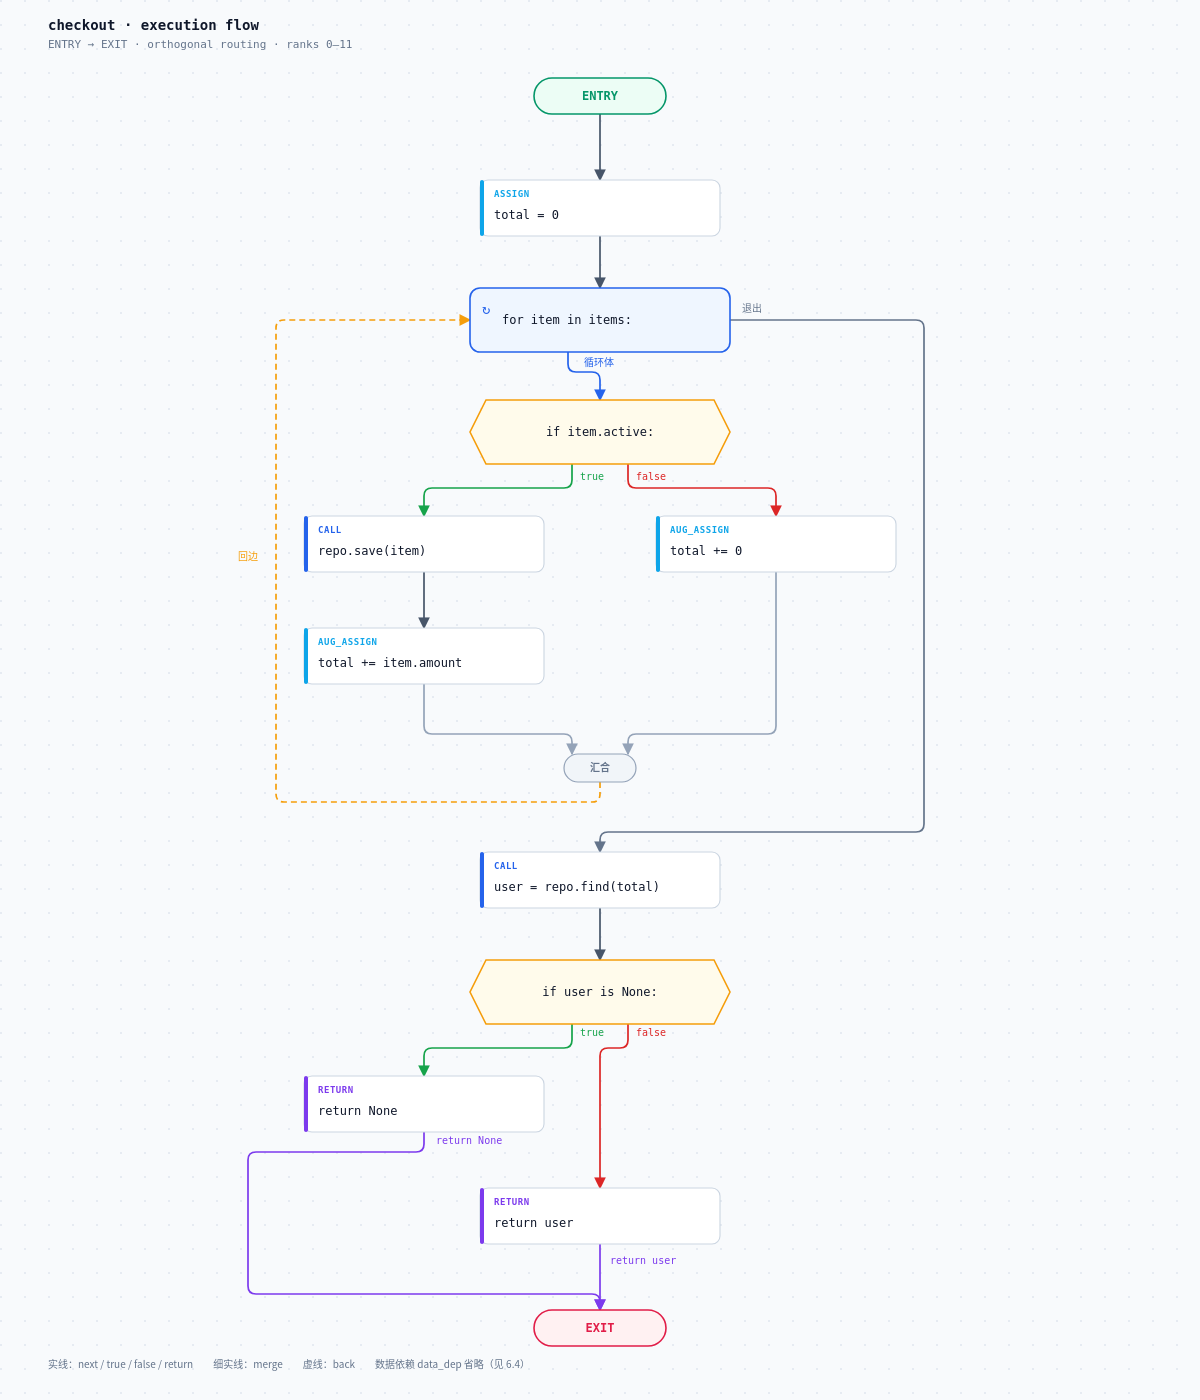 checkout · execution flow
ENTRY → EXIT · orthogonal routing · ranks 0–11
ENTRY
ASSIGN
total = 0
↻ for item in items:
退出
循环体
if item.active:
true
false
CALL
repo.save(item)
AUG_ASSIGN
total += 0
回边
AUG_ASSIGN
total += item.amount
汇合
CALL
user = repo.find(total)
if user is None:
true
false
RETURN
return None
return None
RETURN
return user
return user
EXIT
实线：next / true / false / return 细实线：merge 虚线：back 数据依赖 data_dep 省略（见 6.4）